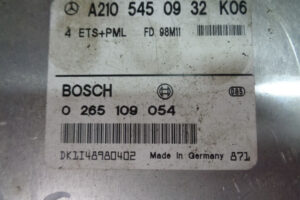 A210 545 09 32 K06
4 ETS+PML FD 98M11
BOSCH
0 265 109 054
DK1I48980402 Made in Germany 871